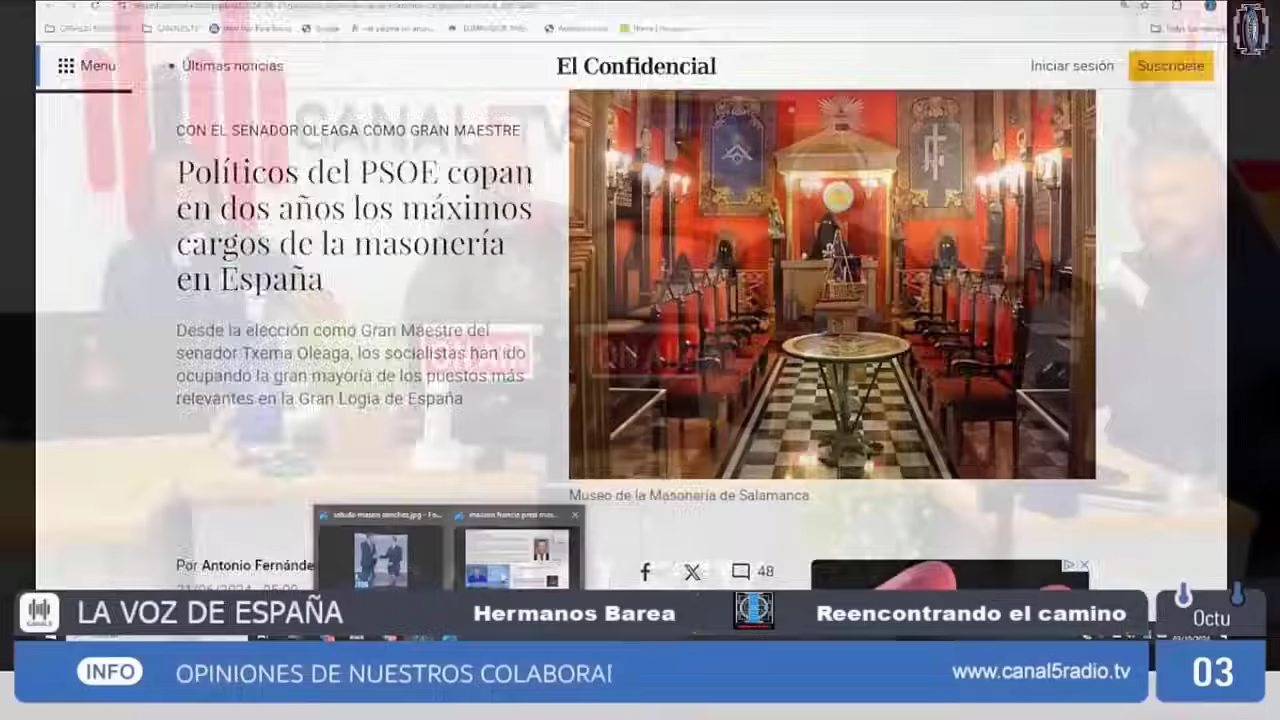 Menu
Últimas noticias
El Confidencial
Iniciar sesión
Suscríbete
CON EL SENADOR OLEAGA COMO GRAN MAESTRE
Políticos del PSOE copan
en dos años los máximos
cargos de la masonería
en España
Desde la elección como Gran Maestre del
senador Txema Oleaga, los socialistas han ido
ocupando la gran mayoría de los puestos más
relevantes en la Gran Logia de España
Museo de la Masonería de Salamanca
Por Antonio Fernánde
48
LA VOZ DE ESPAÑA
Hermanos Barea
Reencontrando el camino
Octu
03
INFO
OPINIONES DE NUESTROS COLABORA
www.canal5radio.tv